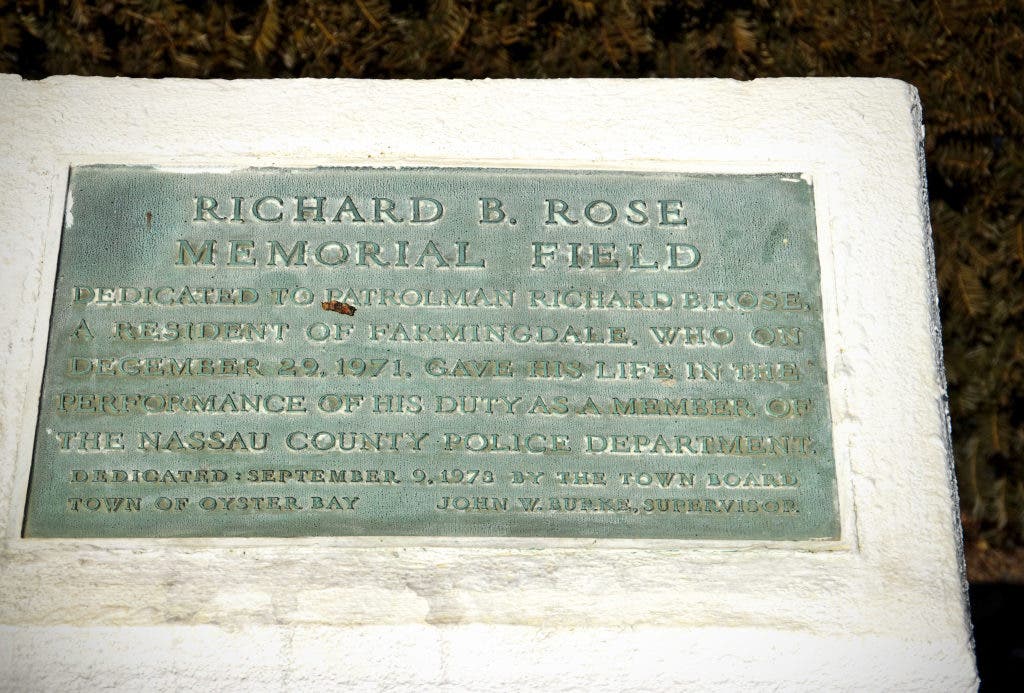 RICHARD B. ROSE
MEMORIAL FIELD
DEDICATED TO PATROLMAN RICHARD B. ROSE,
A RESIDENT OF FARMINGDALE, WHO ON
DECEMBER 29, 1971, GAVE HIS LIFE IN THE
PERFORMANCE OF HIS DUTY AS A MEMBER OF
THE NASSAU COUNTY POLICE DEPARTMENT.
DEDICATED: SEPTEMBER 9, 1973 BY THE TOWN BOARD
TOWN OF OYSTER BAY JOHN W. BURKE, SUPERVISOR